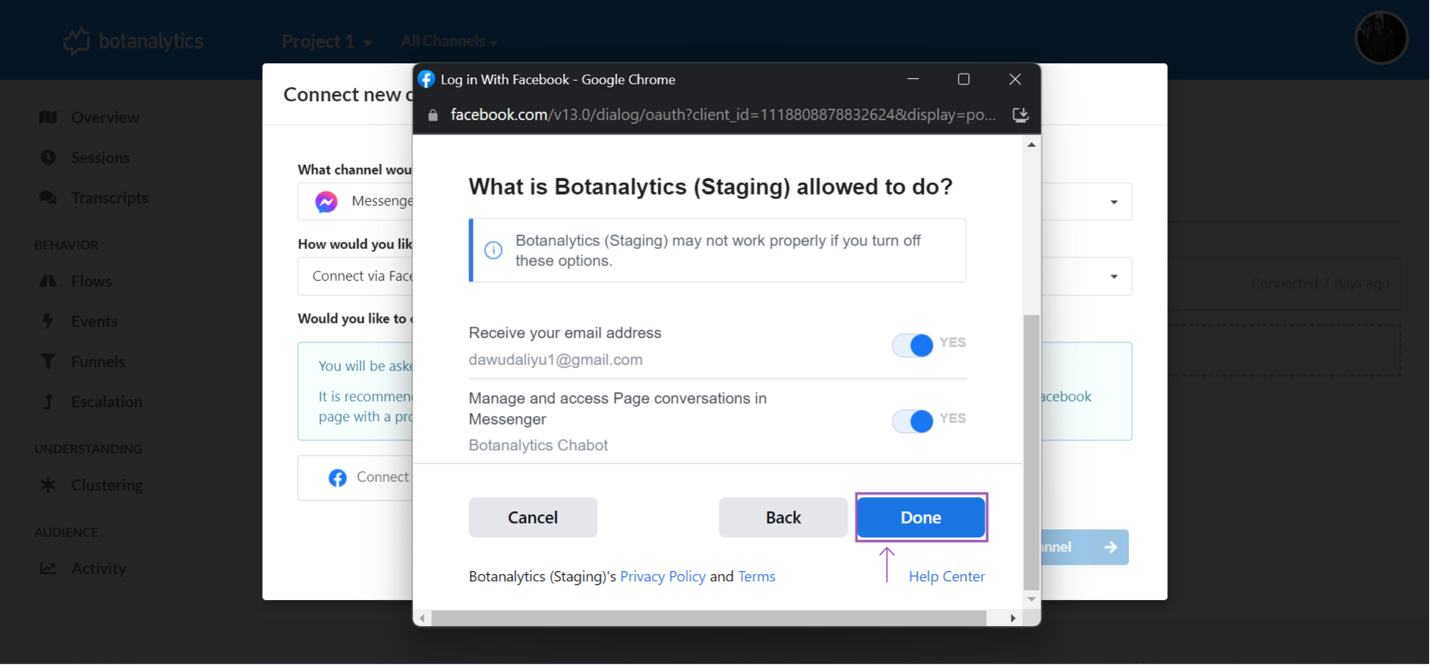 botanalytics
Project 1
All Channels
Overview
Sessions
Transcripts
BEHAVIOR
Flows
Events
Funnels
Escalation
UNDERSTANDING
Clustering
AUDIENCE
Activity
Connect new c
What channel wou
Messenge
How would you lik
Connect via Face
Would you like to
You will be aske
It is recommen
acebook
page with a pro
Connect
nnel
Connected 7 days ago
Log in With Facebook - Google Chrome
facebook.com/v13.0/dialog/oauth?client_id=1118808878832624&display=po...
What is Botanalytics (Staging) allowed to do?
Botanalytics (Staging) may not work properly if you turn off
these options.
Receive your email address
YES
dawudaliyu1@gmail.com
Manage and access Page conversations in
Messenger
YES
Botanalytics Chabot
Cancel
Back
Done
Botanalytics (Staging)'s Privacy Policy and Terms
Help Center